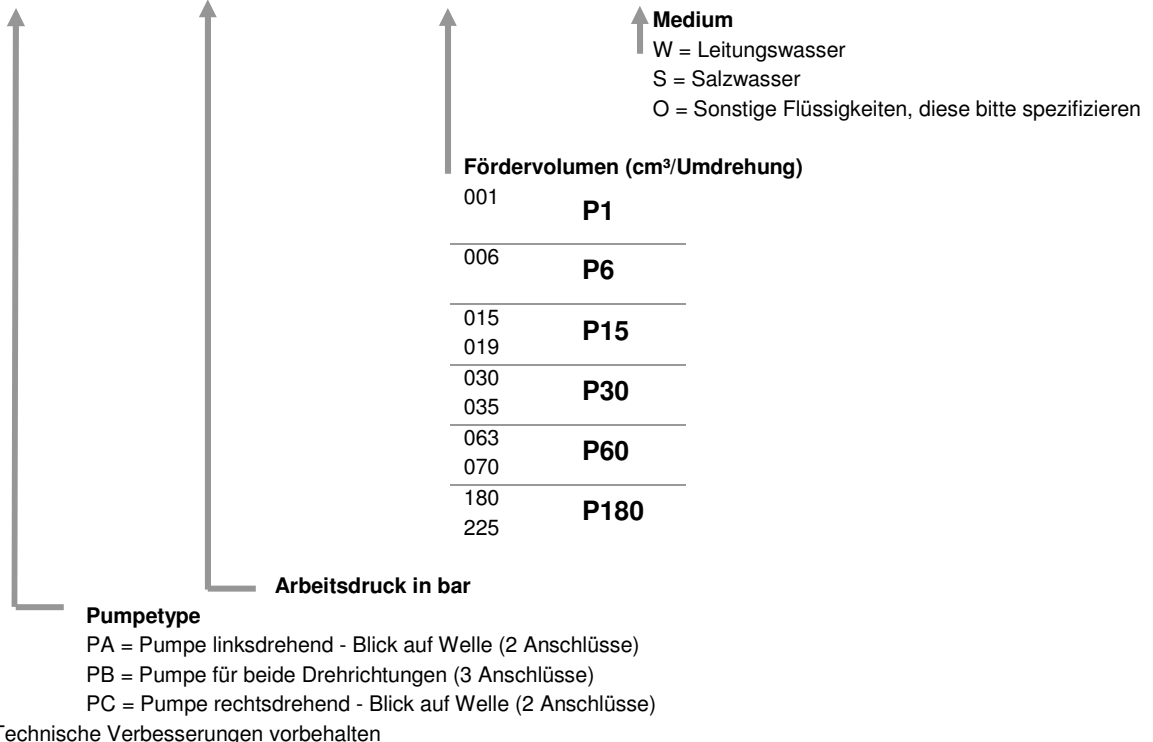 Medium
W = Leitungswasser
S = Salzwasser
O = Sonstige Flüssigkeiten, diese bitte spezifizieren
Fördervolumen (cm³/Umdrehung)
001
P1
006
P6
015
019
P15
030
035
P30
063
070
P60
180
225
P180
Arbeitsdruck in bar
Pumpetype
PA = Pumpe linksdrehend - Blick auf Welle (2 Anschlüsse)
PB = Pumpe für beide Drehrichtungen (3 Anschlüsse)
PC = Pumpe rechtsdrehend - Blick auf Welle (2 Anschlüsse)
Technische Verbesserungen vorbehalten